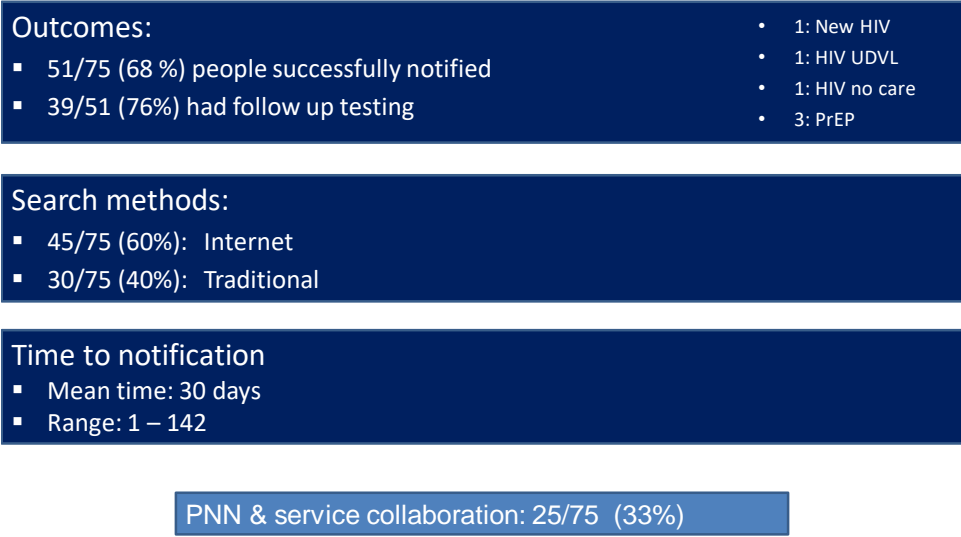 Outcomes:
▪ 51/75 (68 %) people successfully notified
▪ 39/51 (76%) had follow up testing
• 1: New HIV
• 1: HIV UDVL
• 1: HIV no care
• 3: PrEP
Search methods:
▪ 45/75 (60%): Internet
▪ 30/75 (40%): Traditional
Time to notification
▪ Mean time: 30 days
▪ Range: 1 – 142
PNN & service collaboration: 25/75 (33%)